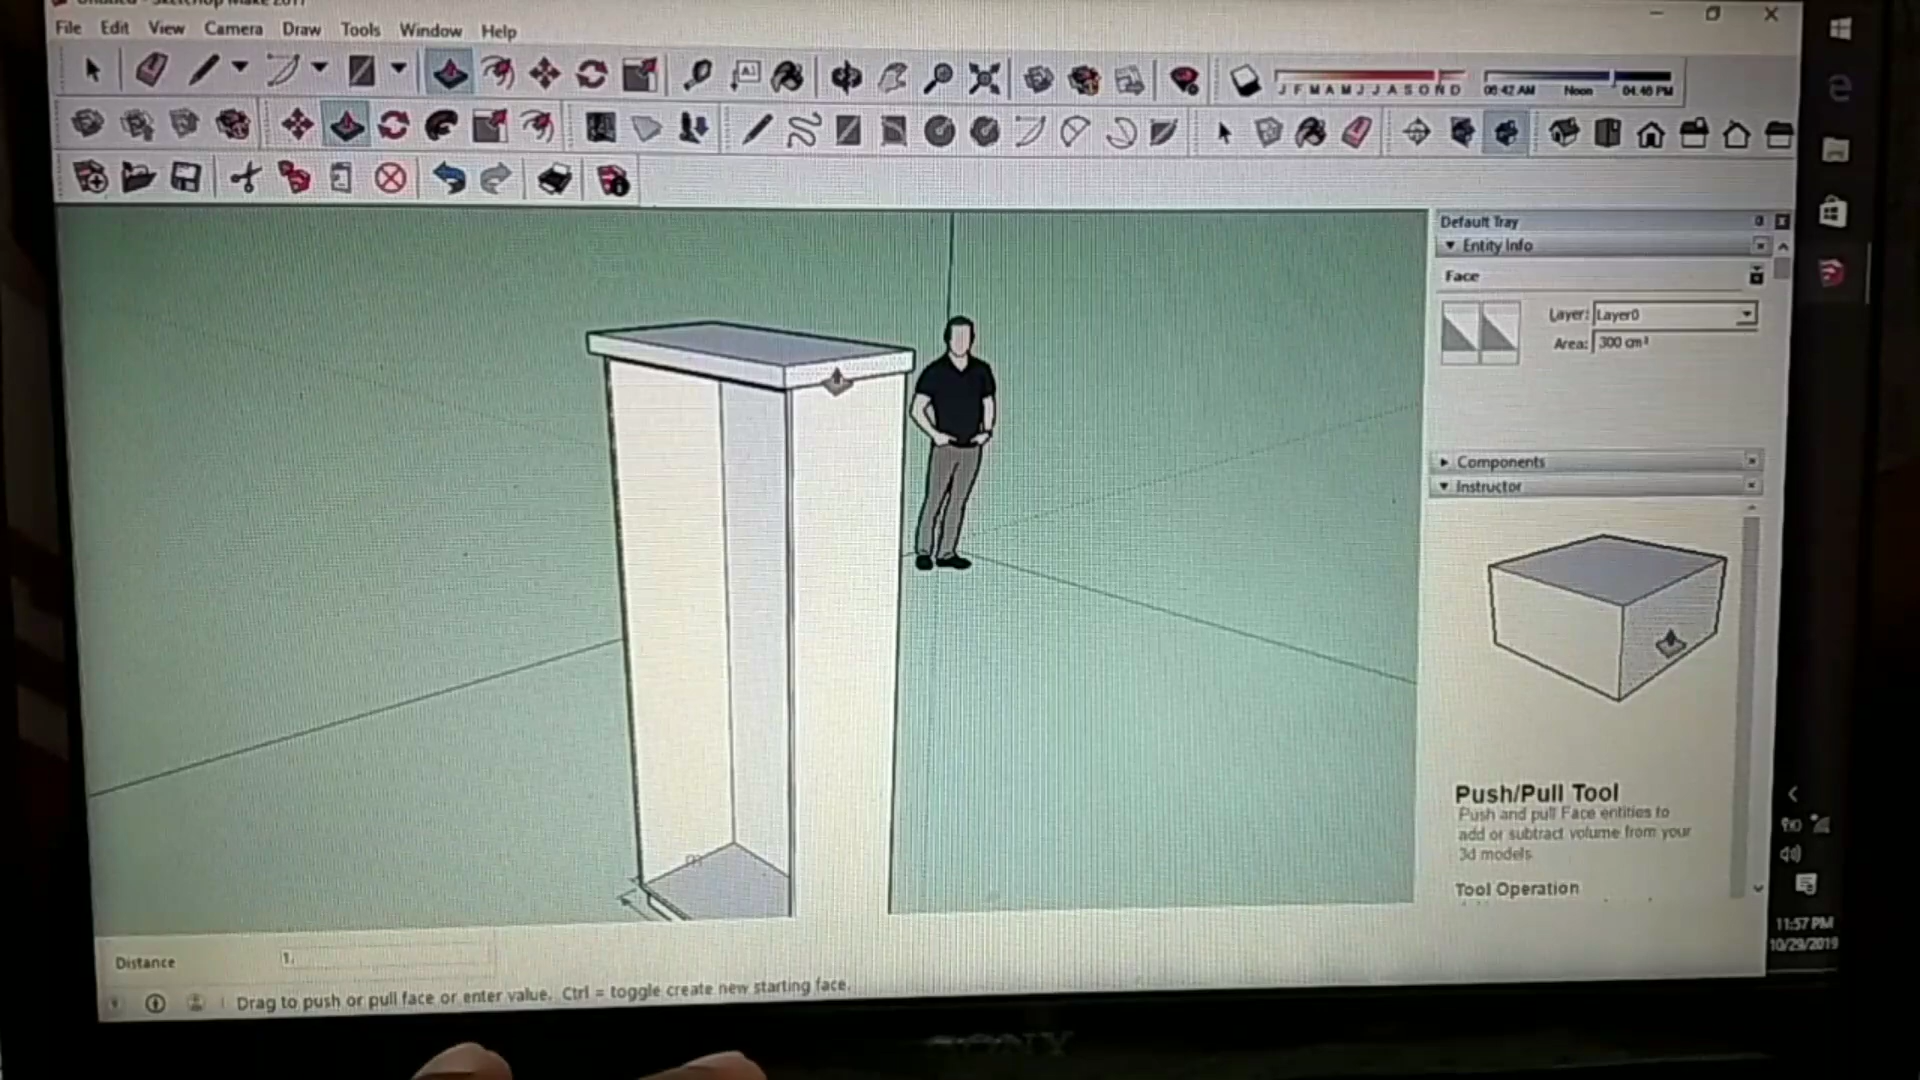 File Edit View Camera Draw Tools Window Help
J F M A M J J A S O N D 06:42 AM Noon 04:46 PM
Default Tray
Entity Info
Face
Layer: Layer0
Area: 300 cm²
Components
Instructor
Push/Pull Tool
Push and pull Face entities to
add or subtract volume from your
3d models
Tool Operation
Distance 1.
Drag to push or pull face or enter value. Ctrl = toggle create new starting face.
11:57 PM
10/29/2019